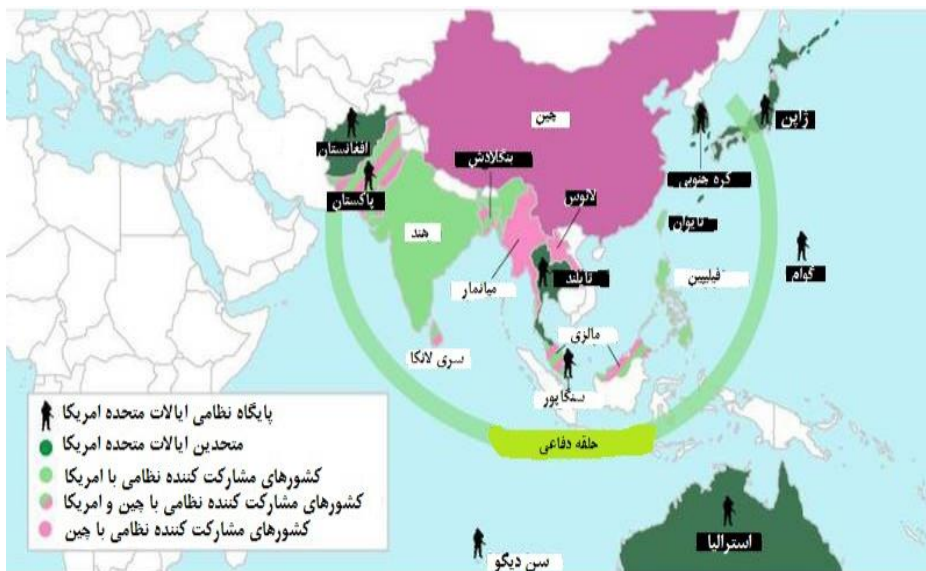 چین
ژاپن
افغانستان
بنگلادش
کره جنوبی
پاکستان
لائوس
تایوان
هند
گوام
فیلیپین
تایلند
میانمار
مالزی
سری لانکا
سنگاپور
حلقه دفاعی
پایگاه نظامی ایالات متحده امریکا
متحدین ایالات متحده امریکا
کشورهای مشارکت کننده نظامی با امریکا
کشورهای مشارکت کننده نظامی با چین و امریکا
کشورهای مشارکت کننده نظامی با چین
استرالیا
سن دیگو